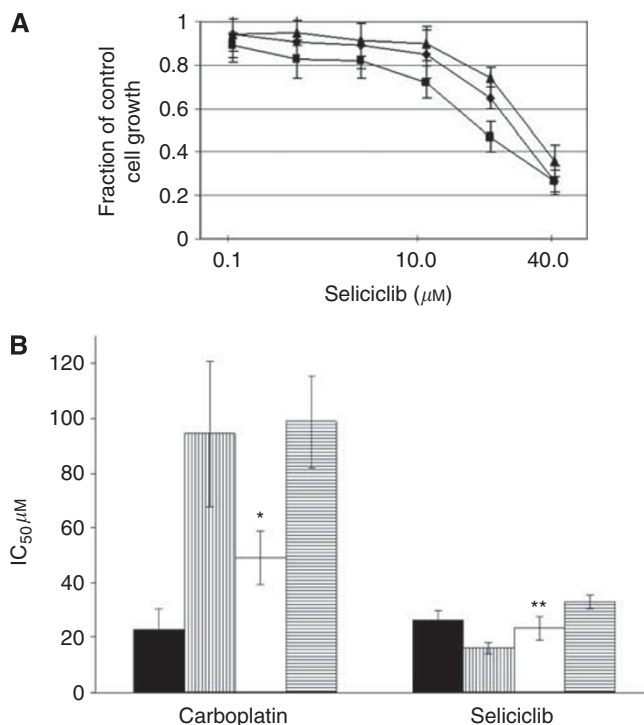 A
1
0.8
0.6
0.4
0.2
0
Fraction of control
cell growth
0.1
10.0
40.0
Seliciclib (μM)
B
120
100
80
60
40
20
0
IC50 μM
*
**
Carboplatin
Seliciclib